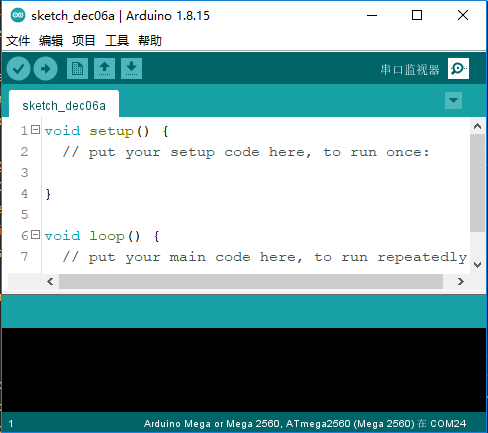 sketch_dec06a | Arduino 1.8.15
文件 编辑 项目 工具 帮助
串口监视器
sketch_dec06a
1 void setup() {
2   // put your setup code here, to run once:
3
4 }
5
6 void loop() {
7   // put your main code here, to run repeatedly
1 Arduino Mega or Mega 2560, ATmega2560 (Mega 2560) 在 COM24